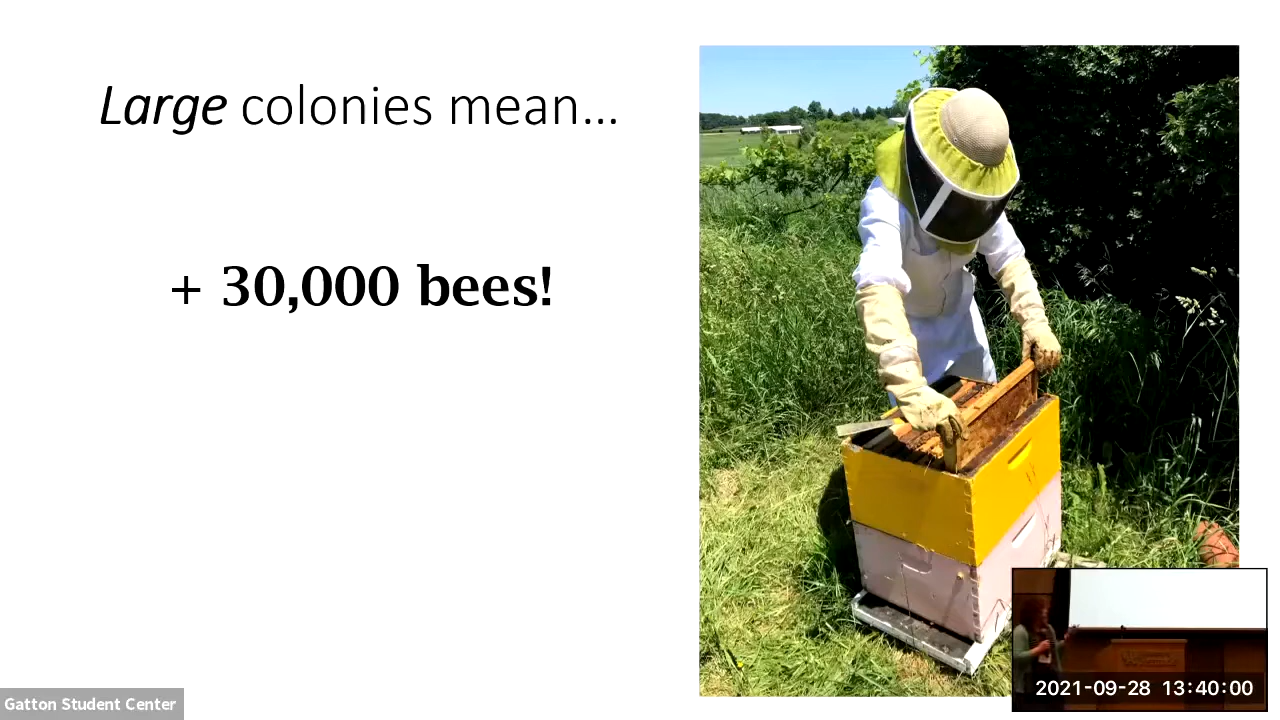 Large colonies mean...
+ 30,000 bees!
Gatton Student Center
2021-09-28 13:40:00